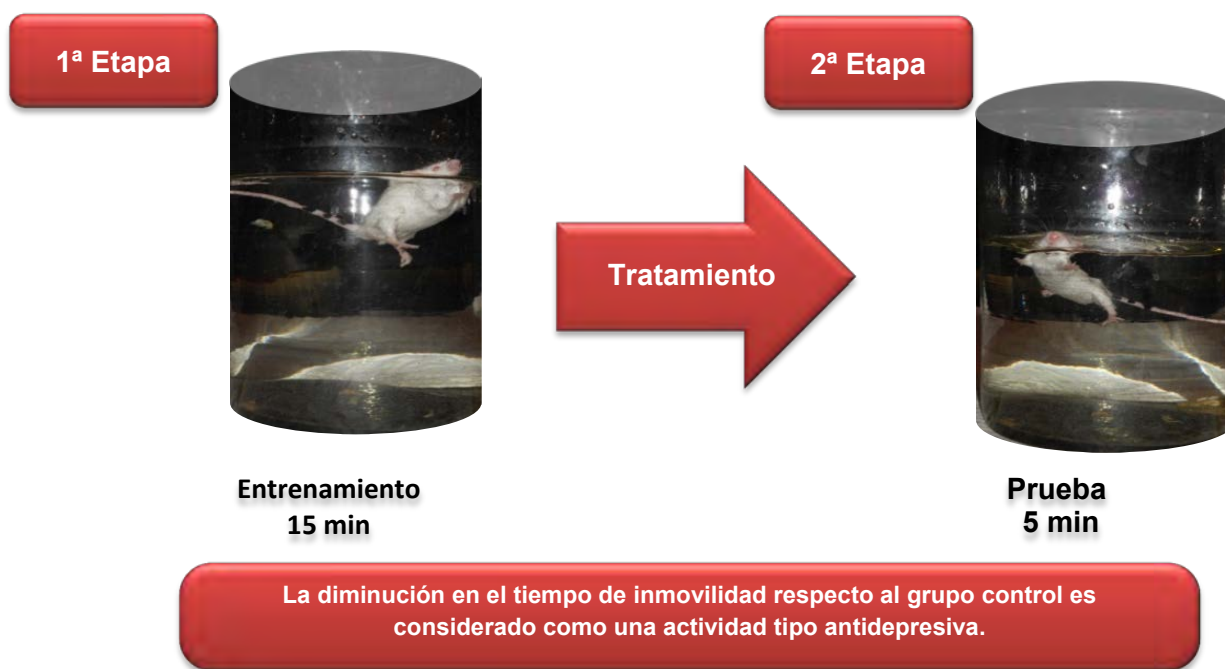 1ª Etapa
2ª Etapa
Tratamiento
Entrenamiento
15 min
Prueba
5 min
La diminución en el tiempo de inmovilidad respecto al grupo control es
considerado como una actividad tipo antidepresiva.